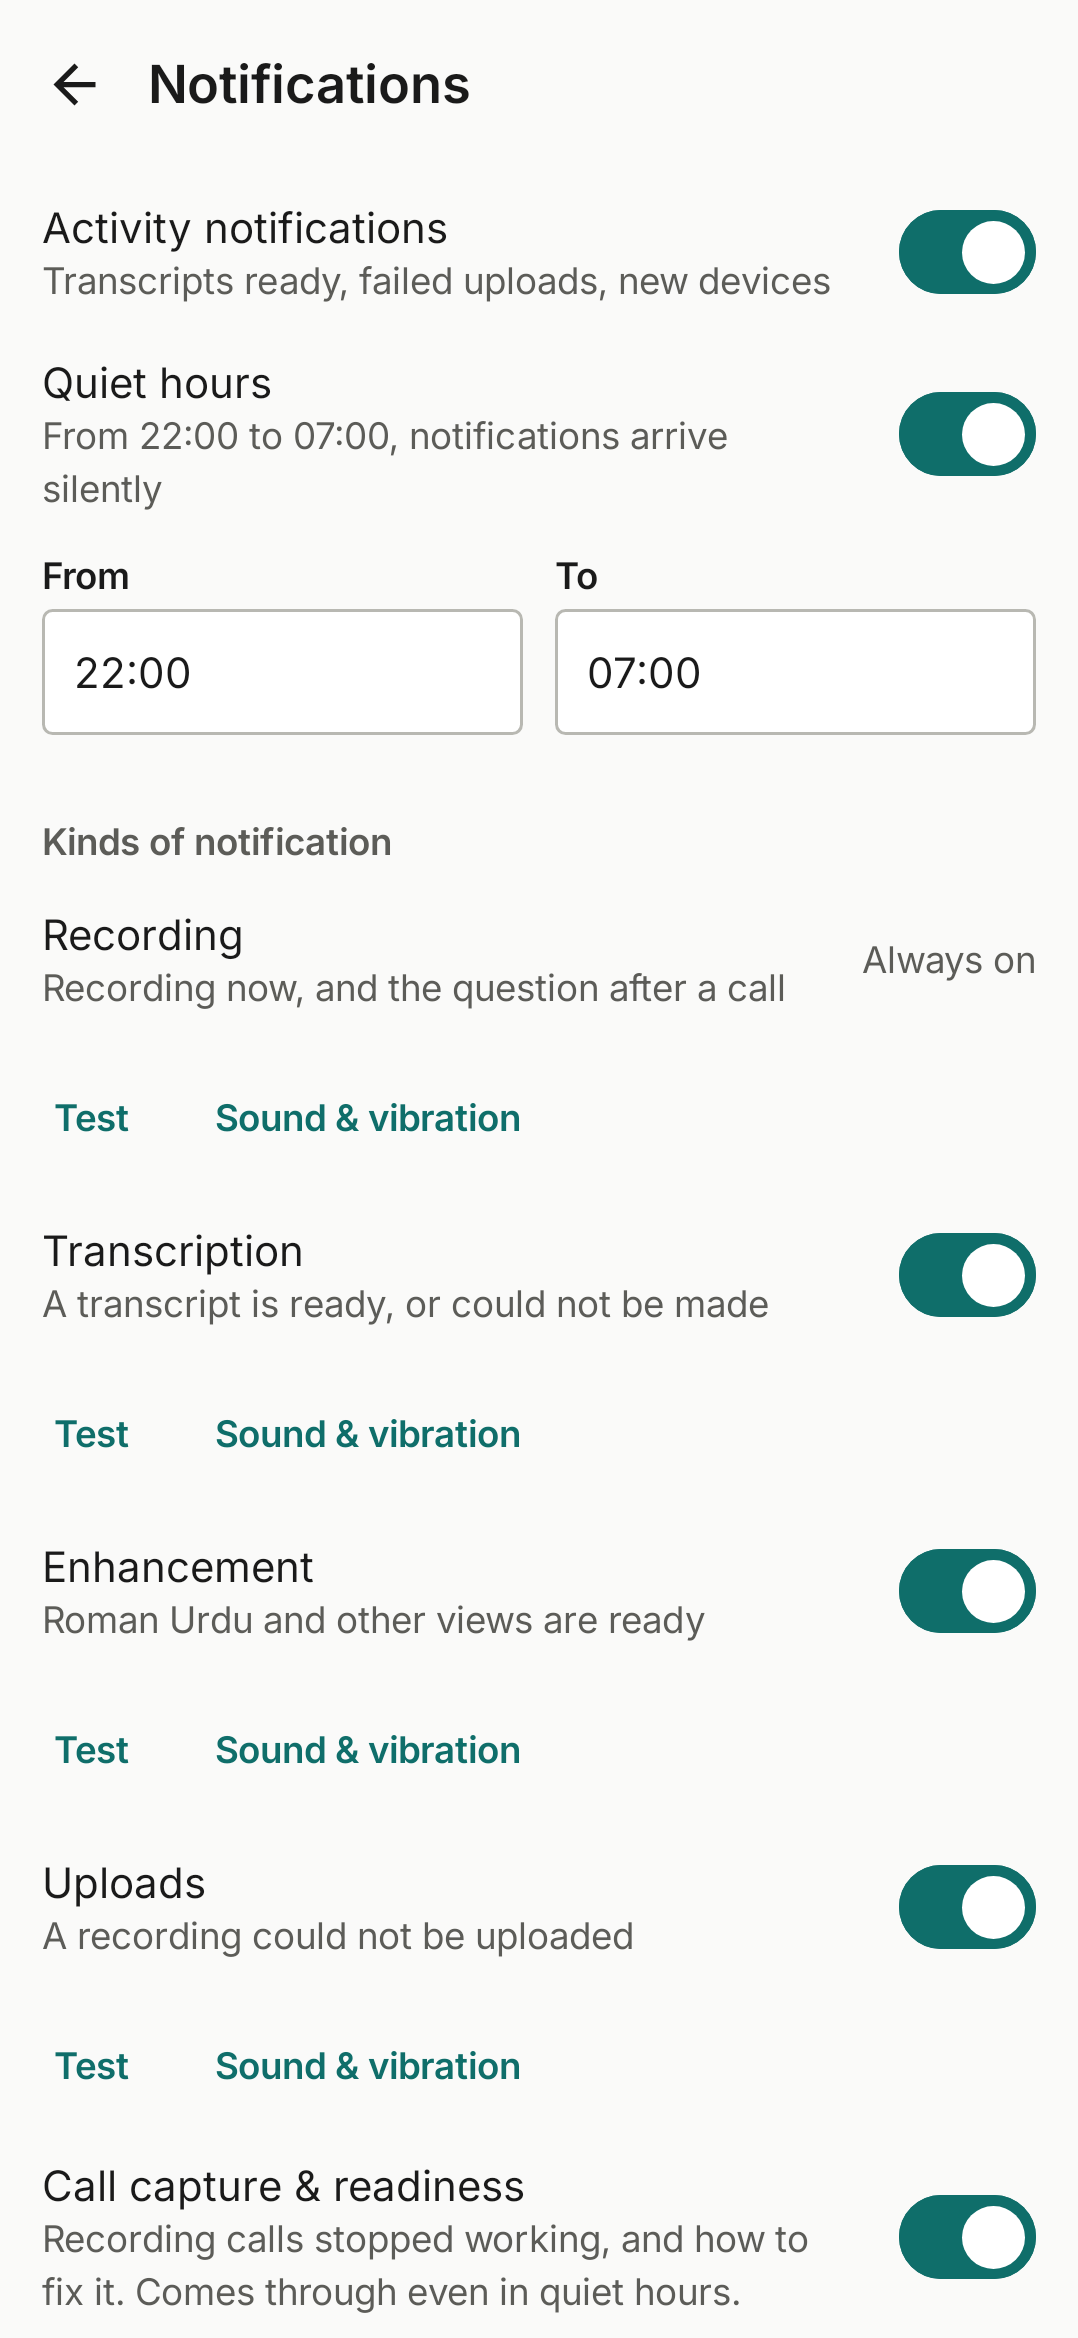 Notifications
Activity notifications
Transcripts ready, failed uploads, new devices
Quiet hours
From 22:00 to 07:00, notifications arrive
silently
From
To
22:00
07:00
Kinds of notification
Recording
Recording now, and the question after a call
Always on
Test
Sound & vibration
Transcription
A transcript is ready, or could not be made
Test
Sound & vibration
Enhancement
Roman Urdu and other views are ready
Test
Sound & vibration
Uploads
A recording could not be uploaded
Test
Sound & vibration
Call capture & readiness
Recording calls stopped working, and how to
fix it. Comes through even in quiet hours.